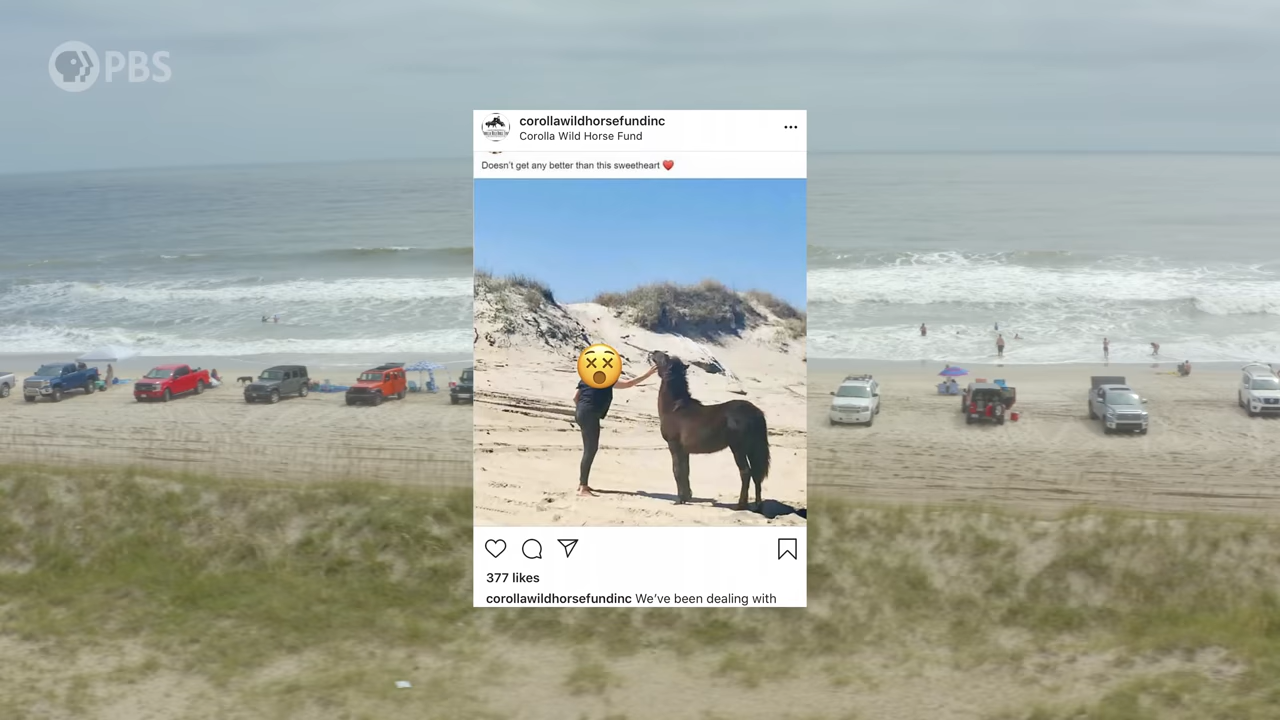 PBS
corollawildhorsefundinc
Corolla Wild Horse Fund
Doesn't get any better than this sweetheart ❤️
377 likes
corollawildhorsefundinc We've been dealing with